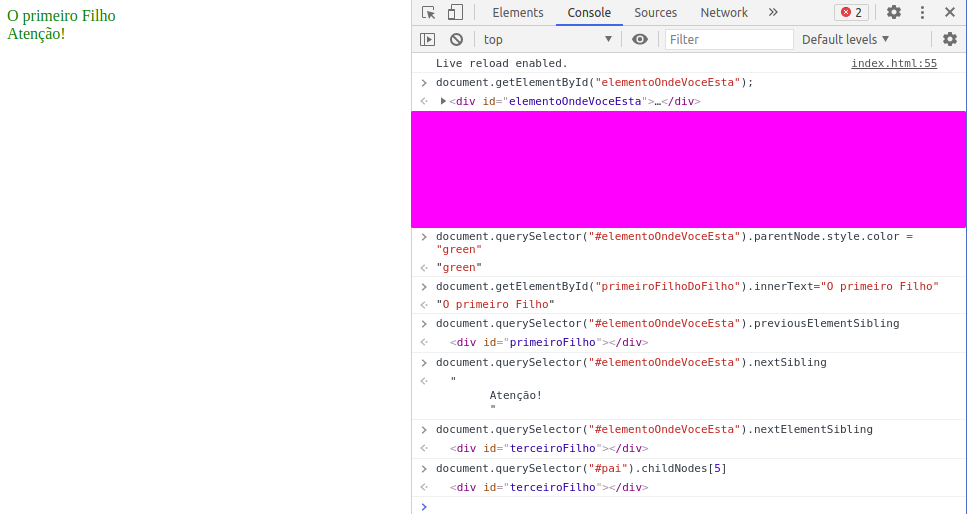 O primeiro Filho
Atenção!
Elements Console Sources Network » 2
top Filter Default levels
Live reload enabled. index.html:55
document.getElementById("elementoOndeVoceEsta");
<div id="elementoOndeVoceEsta">…</div>
document.querySelector("#elementoOndeVoceEsta").parentNode.style.color =
"green"
"green"
document.getElementById("primeiroFilhoDoFilho").innerText="O primeiro Filho"
"O primeiro Filho"
document.querySelector("#elementoOndeVoceEsta").previousElementSibling
<div id="primeiroFilho"></div>
document.querySelector("#elementoOndeVoceEsta").nextSibling
"
Atenção!
"
document.querySelector("#elementoOndeVoceEsta").nextElementSibling
<div id="terceiroFilho"></div>
document.querySelector("#pai").childNodes[5]
<div id="terceiroFilho"></div>